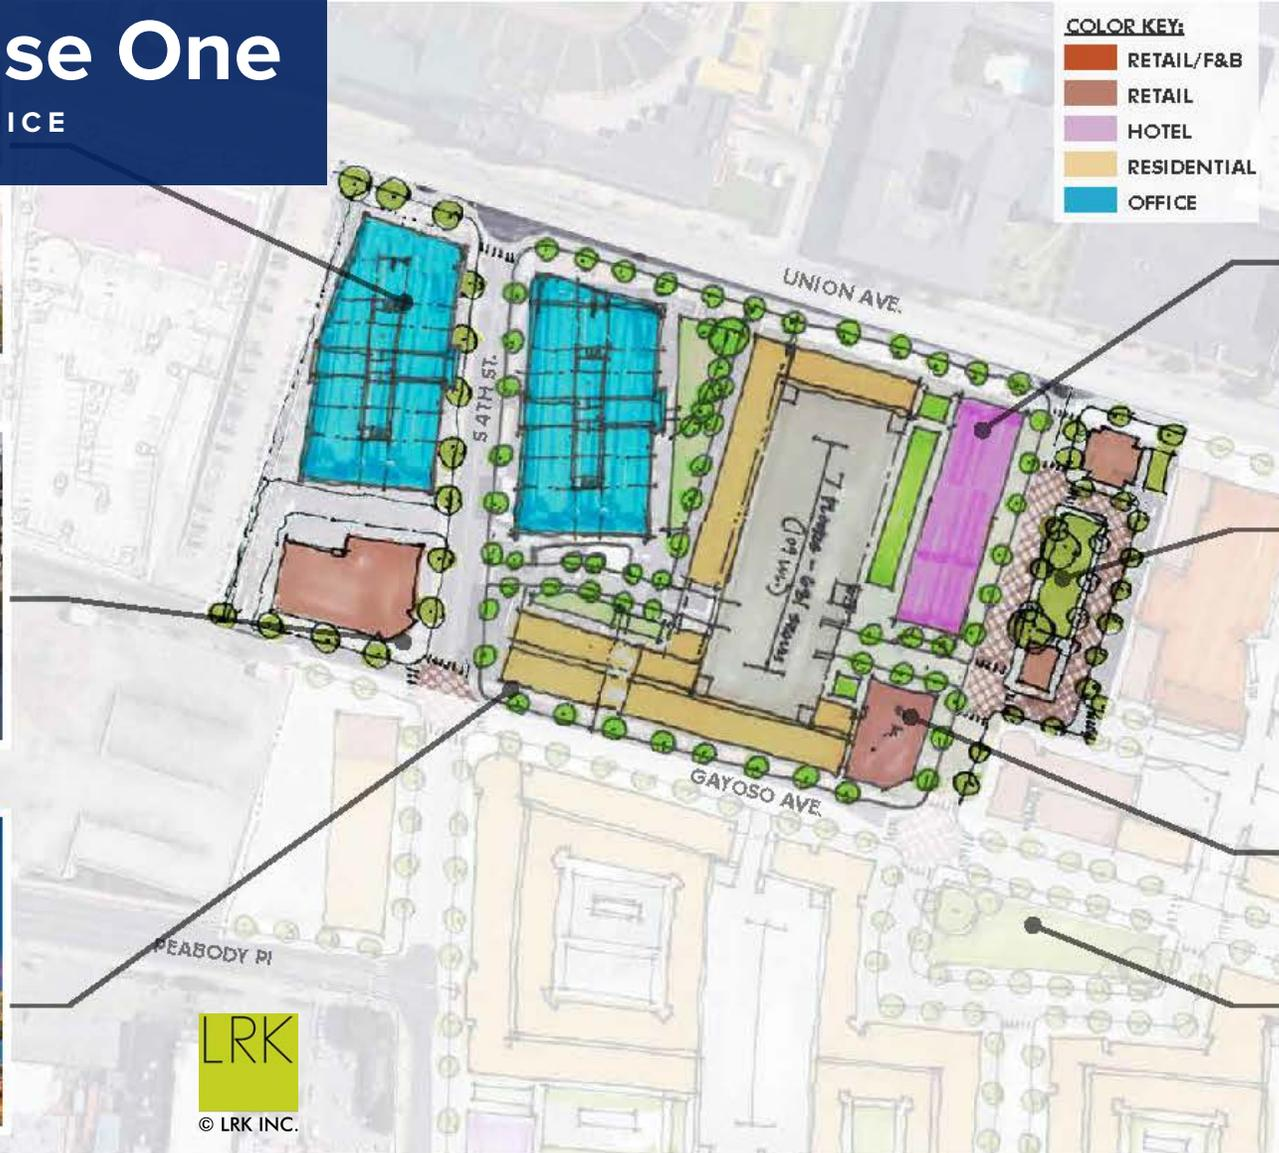 se One
ICE
COLOR KEY:
RETAIL/F&B
RETAIL
HOTEL
RESIDENTIAL
OFFICE
UNION AVE.
S 4TH ST.
GAYOSO AVE.
PEABODY Pl
LRK
© LRK INC.